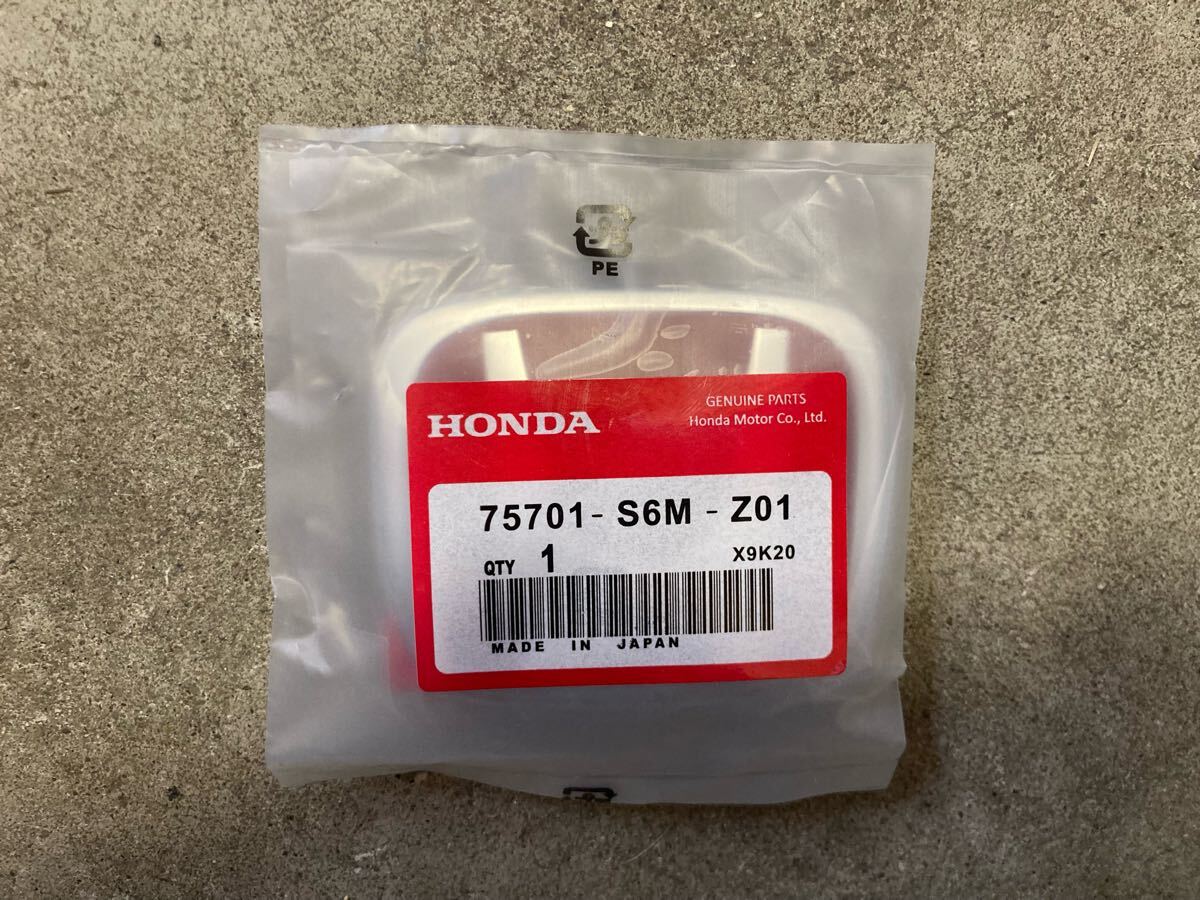 PE
HONDA
GENUINE PARTS
Honda Motor Co., Ltd.
75701- S6M - Z01
QTY 1
X9K20
MADE IN JAPAN